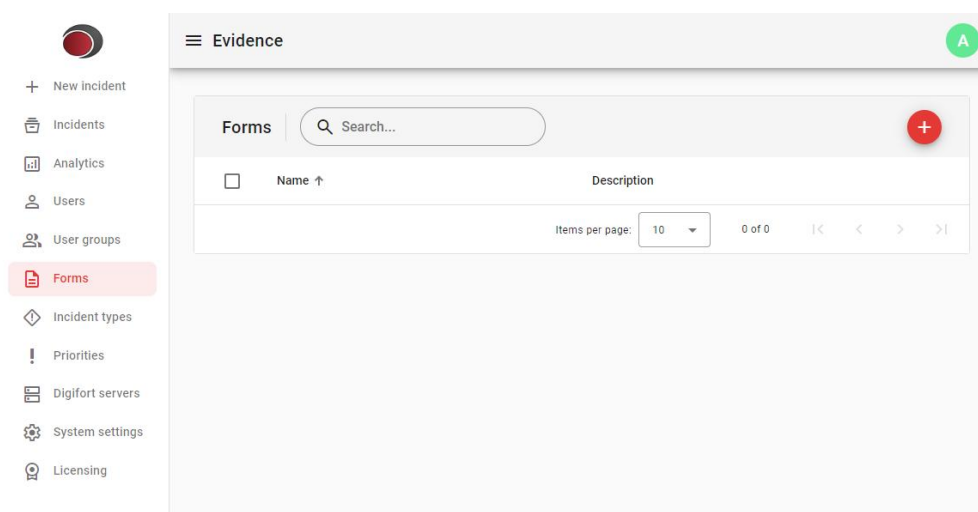 Evidence
A
New incident
Incidents
Analytics
Users
User groups
Forms
Incident types
Priorities
Digifort servers
System settings
Licensing
Forms
Search...
+
Name ↑
Description
Items per page: 10
0 of 0